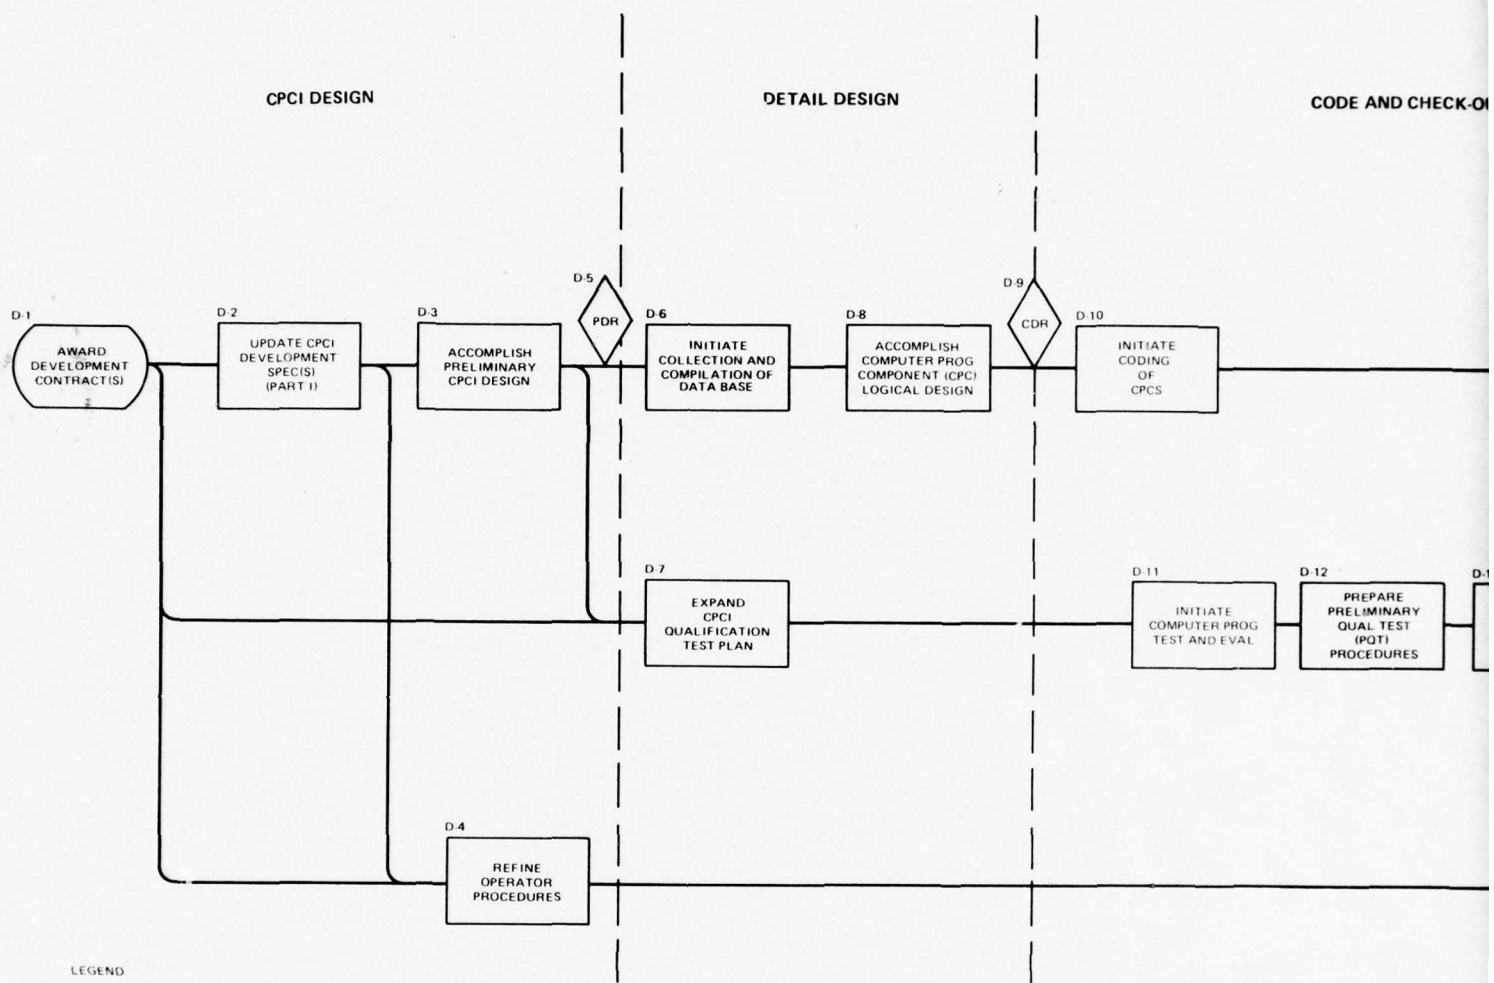 CPCI DESIGN
DETAIL DESIGN
CODE AND CHECK-O
D-1
AWARD
DEVELOPMENT
CONTRACT(S)
D-2
UPDATE CPCI
DEVELOPMENT
SPEC(S)
(PART I)
D-3
ACCOMPLISH
PRELIMINARY
CPCI DESIGN
D-5
PDR
D-6
INITIATE
COLLECTION AND
COMPILATION OF
DATA BASE
D-8
ACCOMPLISH
COMPUTER PROG
COMPONENT (CPC)
LOGICAL DESIGN
D-9
CDR
D-10
INITIATE
CODING
OF
CPCS
D-7
EXPAND
CPCI
QUALIFICATION
TEST PLAN
D-11
INITIATE
COMPUTER PROG
TEST AND EVAL
D-12
PREPARE
PRELIMINARY
QUAL TEST
(PQT)
PROCEDURES
D-1
D-4
REFINE
OPERATOR
PROCEDURES
LEGEND